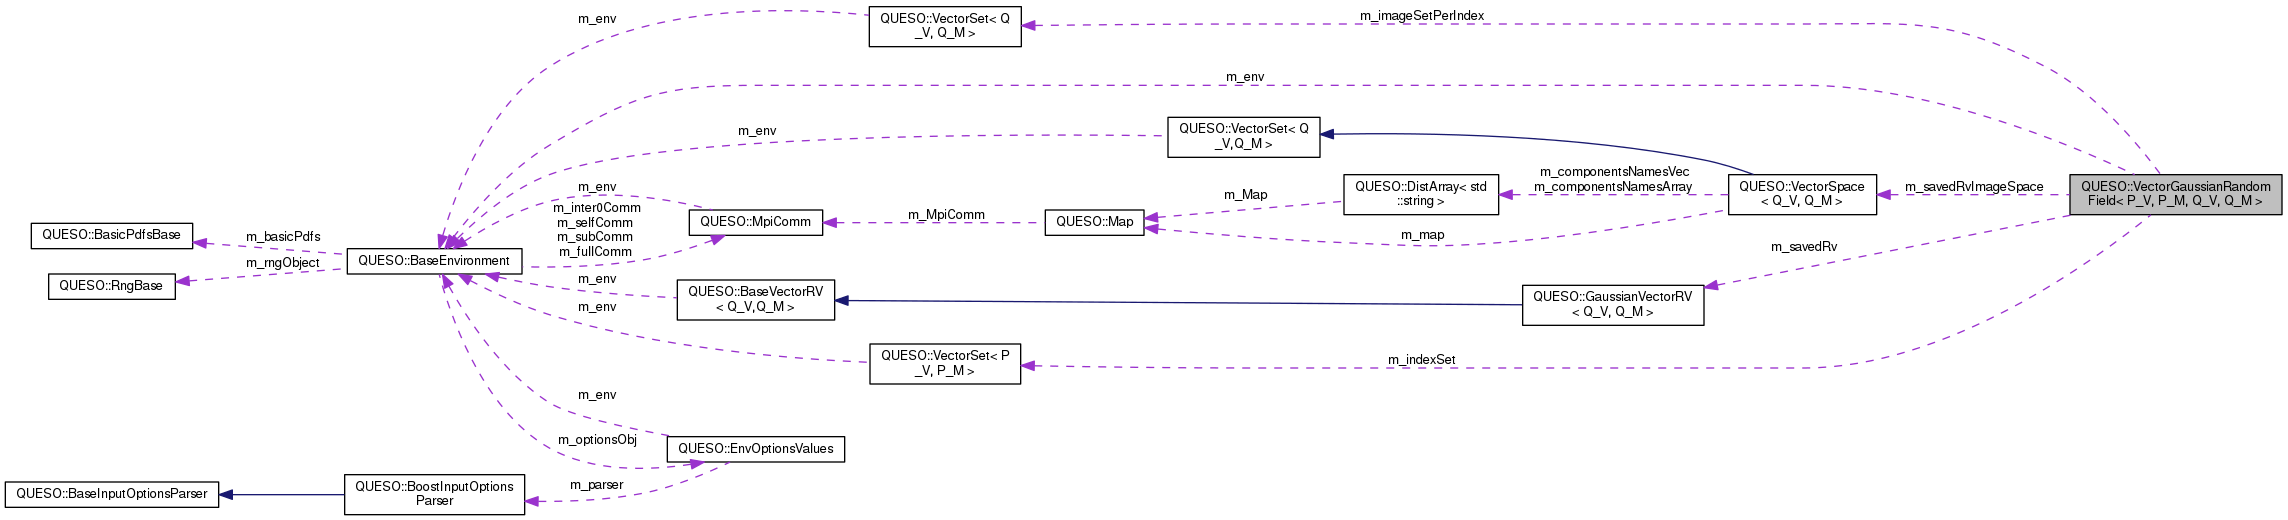 QUESO::VectorSet< Q
_V, Q_M >
m_env
m_imageSetPerIndex
m_env
QUESO::VectorSet< Q
_V,Q_M >
m_env
m_componentsNamesVec
m_componentsNamesArray
QUESO::DistArray< std
::string >
QUESO::VectorSpace
< Q_V, Q_M >
m_savedRvImageSpace
QUESO::VectorGaussianRandom
Field< P_V, P_M, Q_V, Q_M >
m_env
m_inter0Comm
m_selfComm
m_subComm
m_fullComm
QUESO::MpiComm
m_MpiComm
QUESO::Map
m_Map
m_map
QUESO::BasicPdfsBase
m_basicPdfs
QUESO::BaseEnvironment
m_rngObject
QUESO::RngBase
m_env
QUESO::BaseVectorRV
< Q_V,Q_M >
QUESO::GaussianVectorRV
< Q_V, Q_M >
m_savedRv
m_env
QUESO::VectorSet< P
_V, P_M >
m_indexSet
m_env
m_optionsObj
QUESO::EnvOptionsValues
m_parser
QUESO::BaseInputOptionsParser
QUESO::BoostInputOptions
Parser